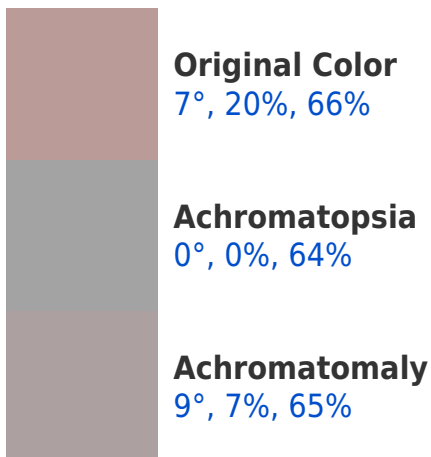 Original Color
7°, 20%, 66%
Achromatopsia
0°, 0%, 64%
Achromatomaly
9°, 7%, 65%